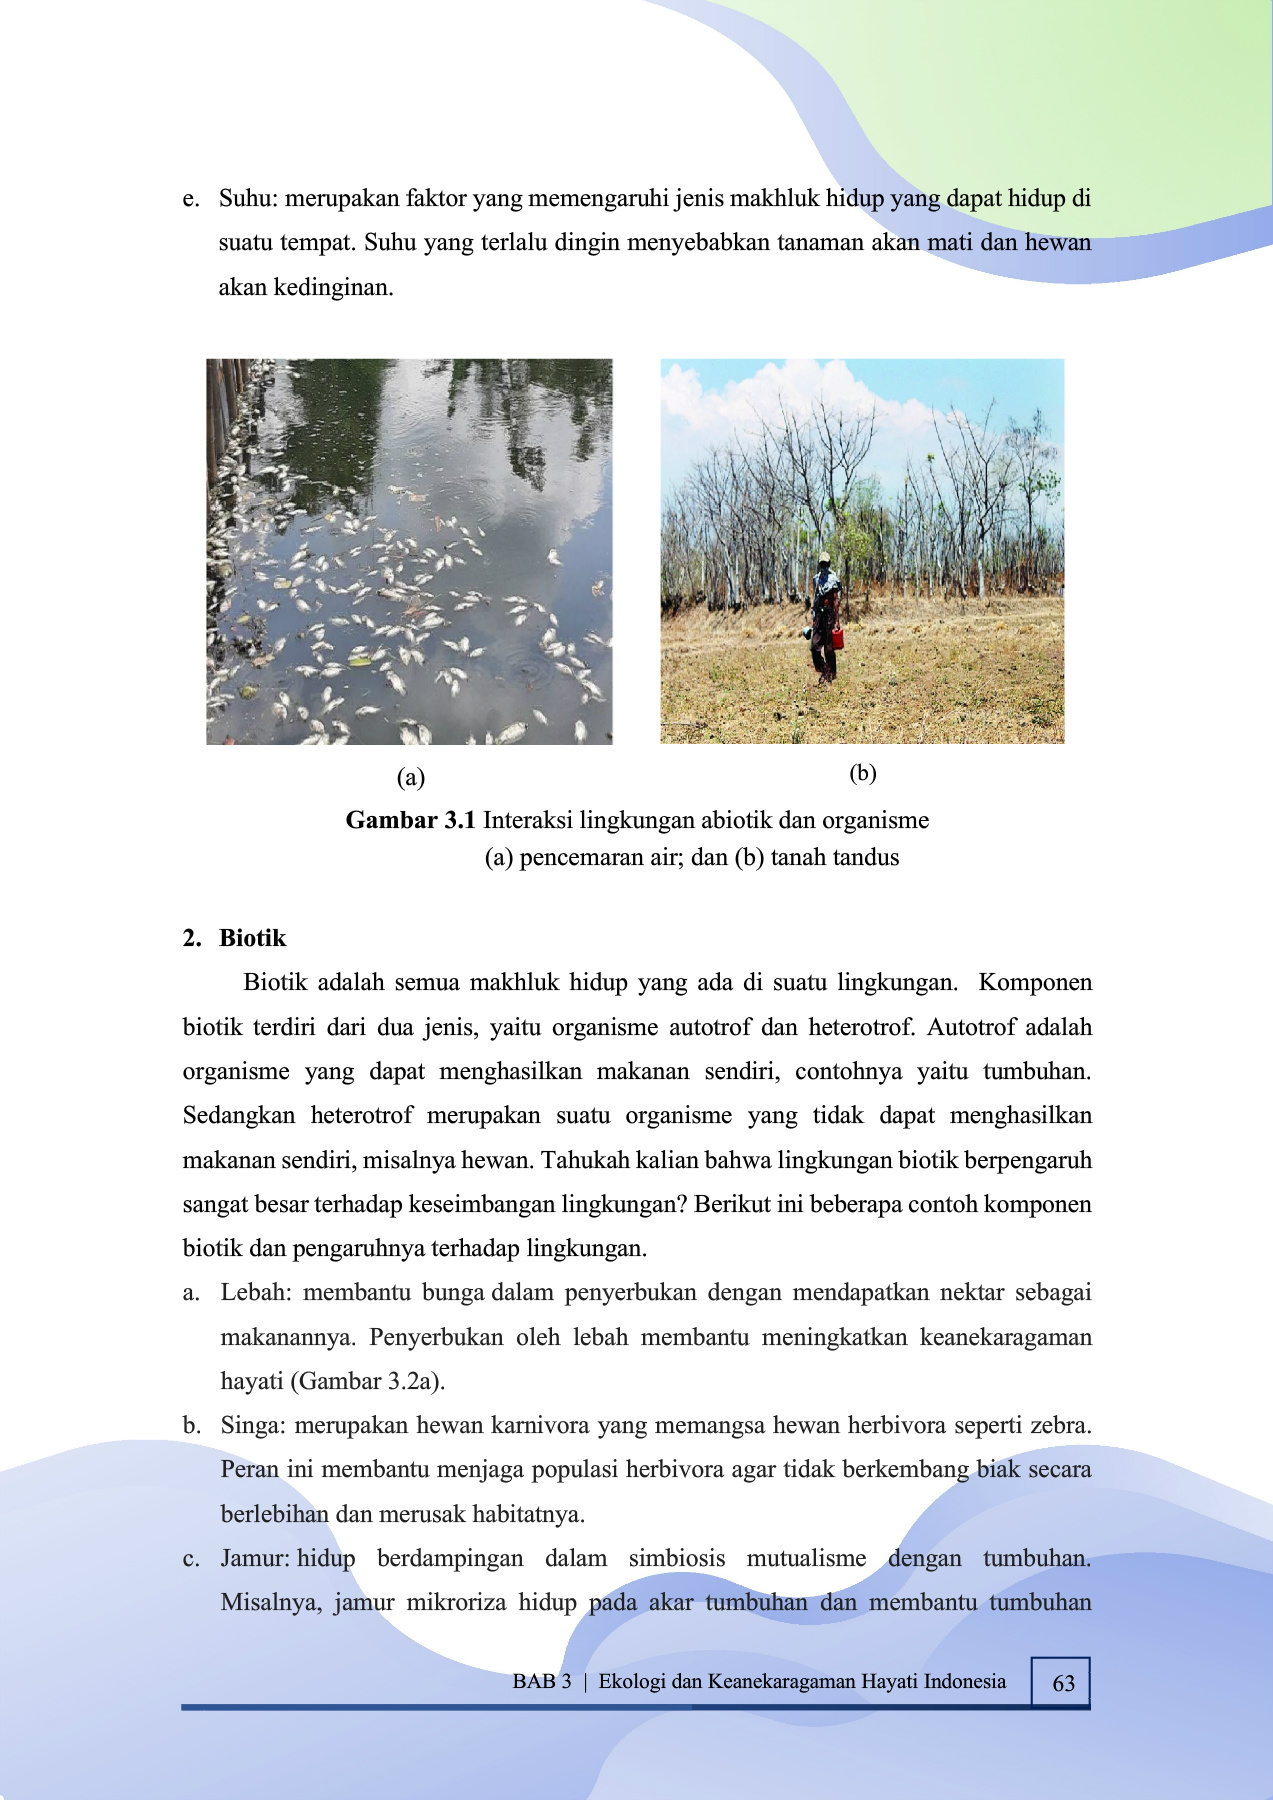 e. Suhu: merupakan faktor yang memengaruhi jenis makhluk hidup yang dapat hidup di
suatu tempat. Suhu yang terlalu dingin menyebabkan tanaman akan mati dan hewan
akan kedinginan.
(a)
(b)
Gambar 3.1 Interaksi lingkungan abiotik dan organisme
(a) pencemaran air; dan (b) tanah tandus
2. Biotik
Biotik adalah semua makhluk hidup yang ada di suatu lingkungan. Komponen
biotik terdiri dari dua jenis, yaitu organisme autotrof dan heterotrof. Autotrof adalah
organisme yang dapat menghasilkan makanan sendiri, contohnya yaitu tumbuhan.
Sedangkan heterotrof merupakan suatu organisme yang tidak dapat menghasilkan
makanan sendiri, misalnya hewan. Tahukah kalian bahwa lingkungan biotik berpengaruh
sangat besar terhadap keseimbangan lingkungan? Berikut ini beberapa contoh komponen
biotik dan pengaruhnya terhadap lingkungan.
a. Lebah: membantu bunga dalam penyerbukan dengan mendapatkan nektar sebagai
makanannya. Penyerbukan oleh lebah membantu meningkatkan keanekaragaman
hayati (Gambar 3.2a).
b. Singa: merupakan hewan karnivora yang memangsa hewan herbivora seperti zebra.
Peran ini membantu menjaga populasi herbivora agar tidak berkembang biak secara
berlebihan dan merusak habitatnya.
c. Jamur: hidup berdampingan dalam simbiosis mutualisme dengan tumbuhan.
Misalnya, jamur mikroriza hidup pada akar tumbuhan dan membantu tumbuhan
BAB 3 | Ekologi dan Keanekaragaman Hayati Indonesia 63